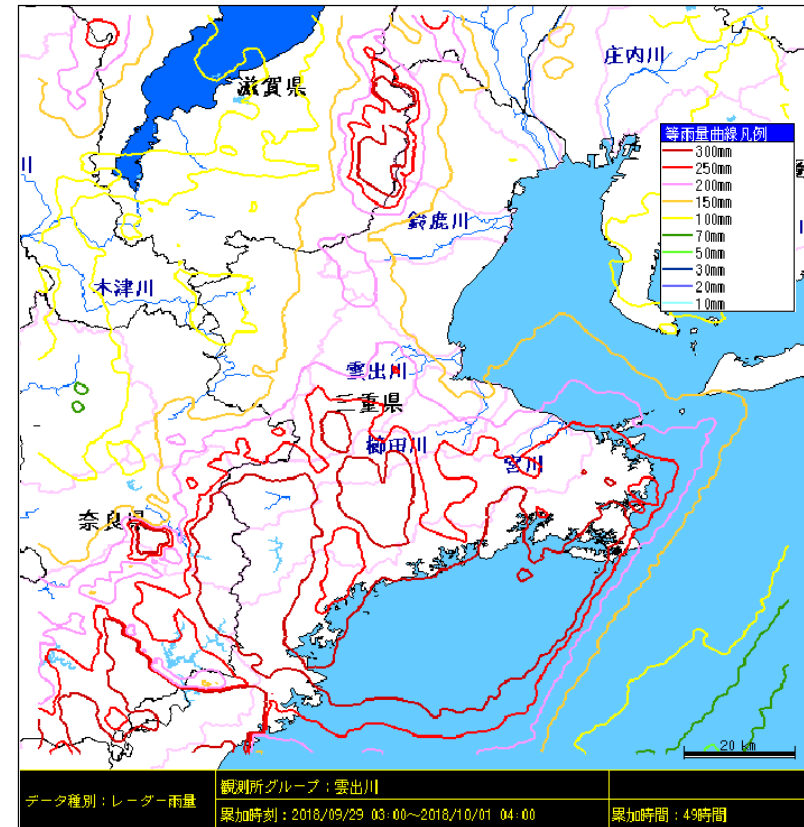 庄内川
滋賀県
等雨量曲線凡例
300mm
250mm
200mm
150mm
100mm
70mm
50mm
30mm
20mm
10mm
川
鈴鹿川
川
木津川
雲出川
三重県
櫛田川
宮川
奈良県
20 km
データ種別：レーダー雨量
観測所グループ：雲出川
累加時刻：2018/09/29 03:00～2018/10/01 04:00
累加時間：49時間